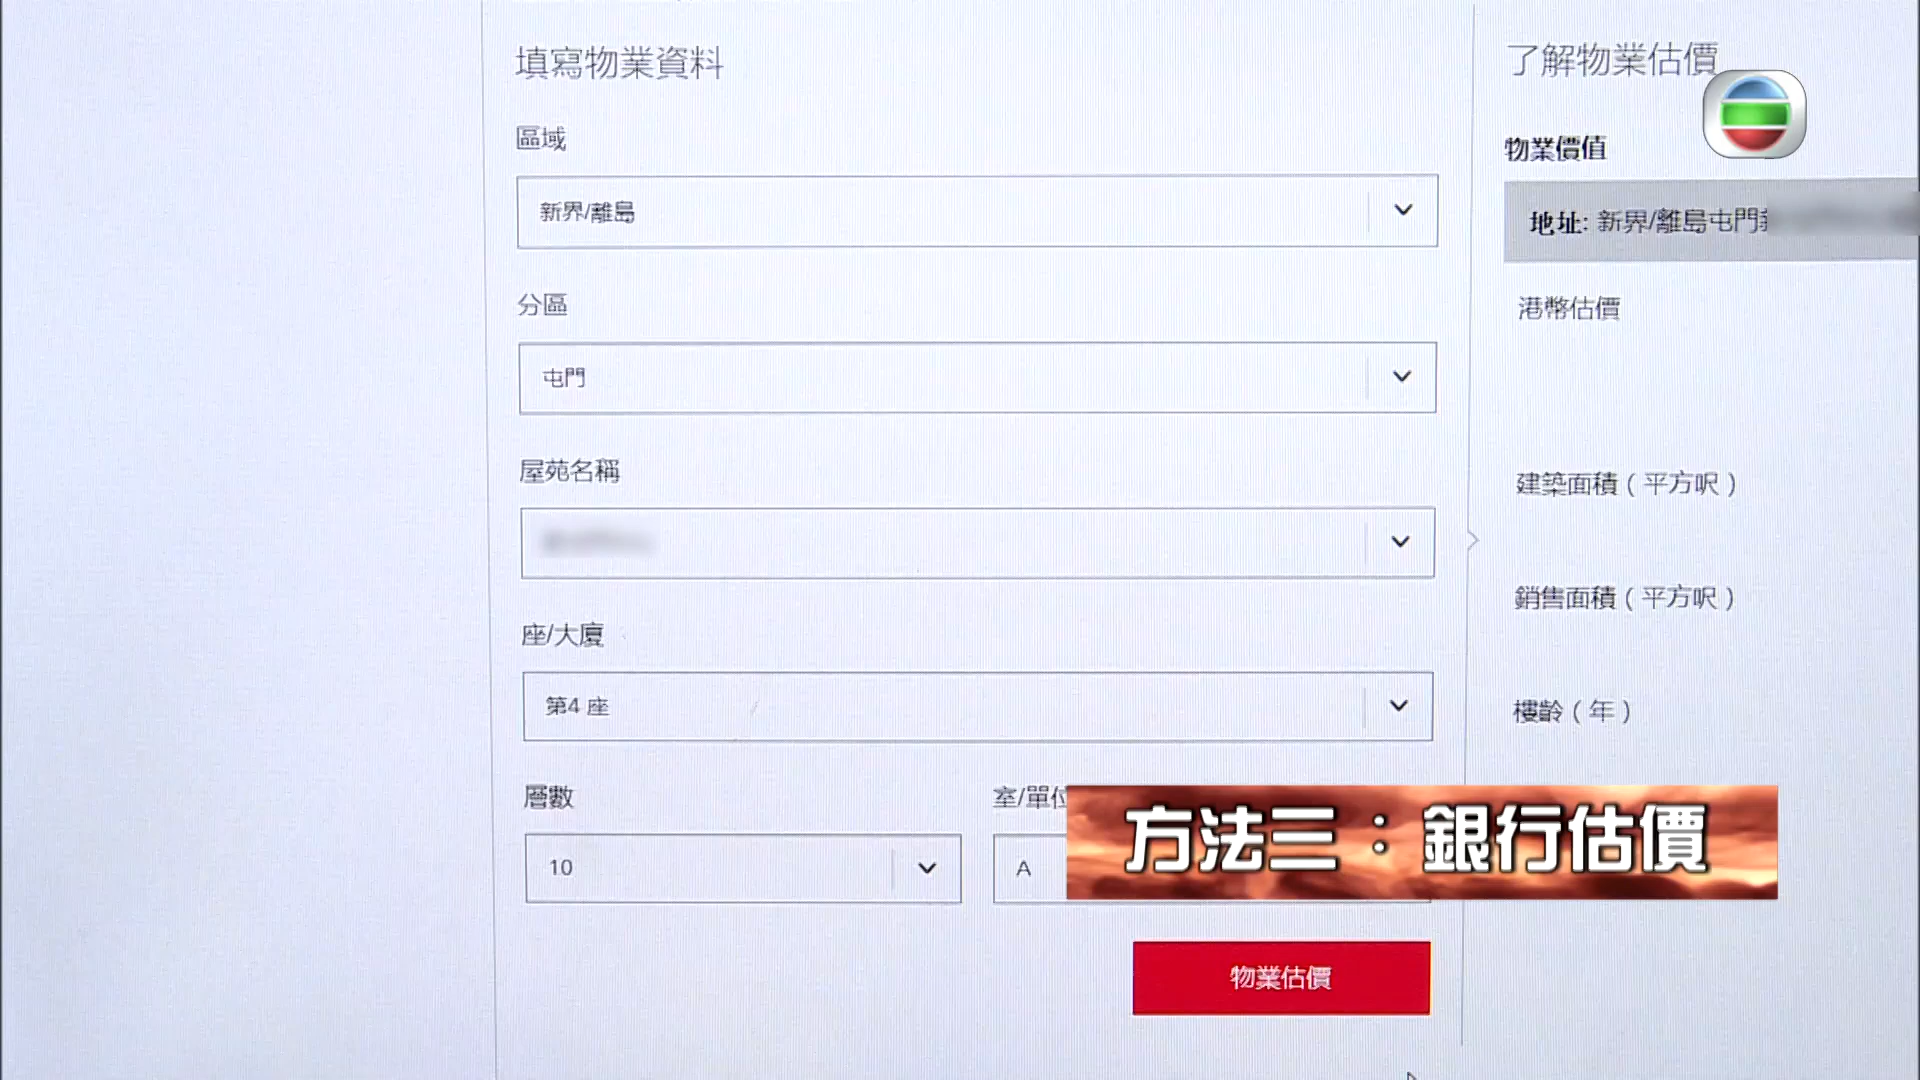 填寫物業資料
區域
新界/離島
分區
屯門
屋苑名稱
座/大廈
第4 座
層數
10
室/單位
A
物業估價
了解物業估價
物業價值
地址: 新界/離島屯門
港幣估價
建築面積（平方呎）
銷售面積（平方呎）
樓齡（年）
方法三：銀行估價